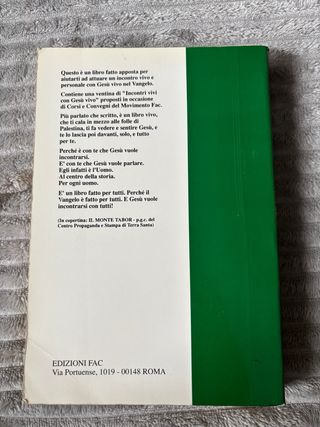 Questo è un libro fatto apposta per
aiutarti ad attuare un incontro vivo e
personale con Gesù vivo nel Vangelo.
Contiene una ventina di "Incontri vivi
con Gesù vivo" proposti in occasione
di Corsi e Convegni del Movimento Fac.
Più parlato che scritto, è un libro vivo,
che ti cala in mezzo alle folle di
Palestina, ti fa vedere e sentire Gesù, e
te lo lascia poi davanti, solo, e tutto
per te.
Perché è con te che Gesù vuole
incontrarsi.
E' con te che Gesù vuole parlare.
Egli infatti è l'Uomo.
Al centro della storia.
Per ogni uomo.
E' un libro fatto per tutti. Perché il
Vangelo è fatto per tutti. E Gesù vuole
incontrarsi con tutti!
(In copertina: IL MONTE TABOR - p.g.c. del
Centro Propaganda e Stampa di Terra Santa)
EDIZIONI FAC
Via Portuense, 1019 - 00148 ROMA